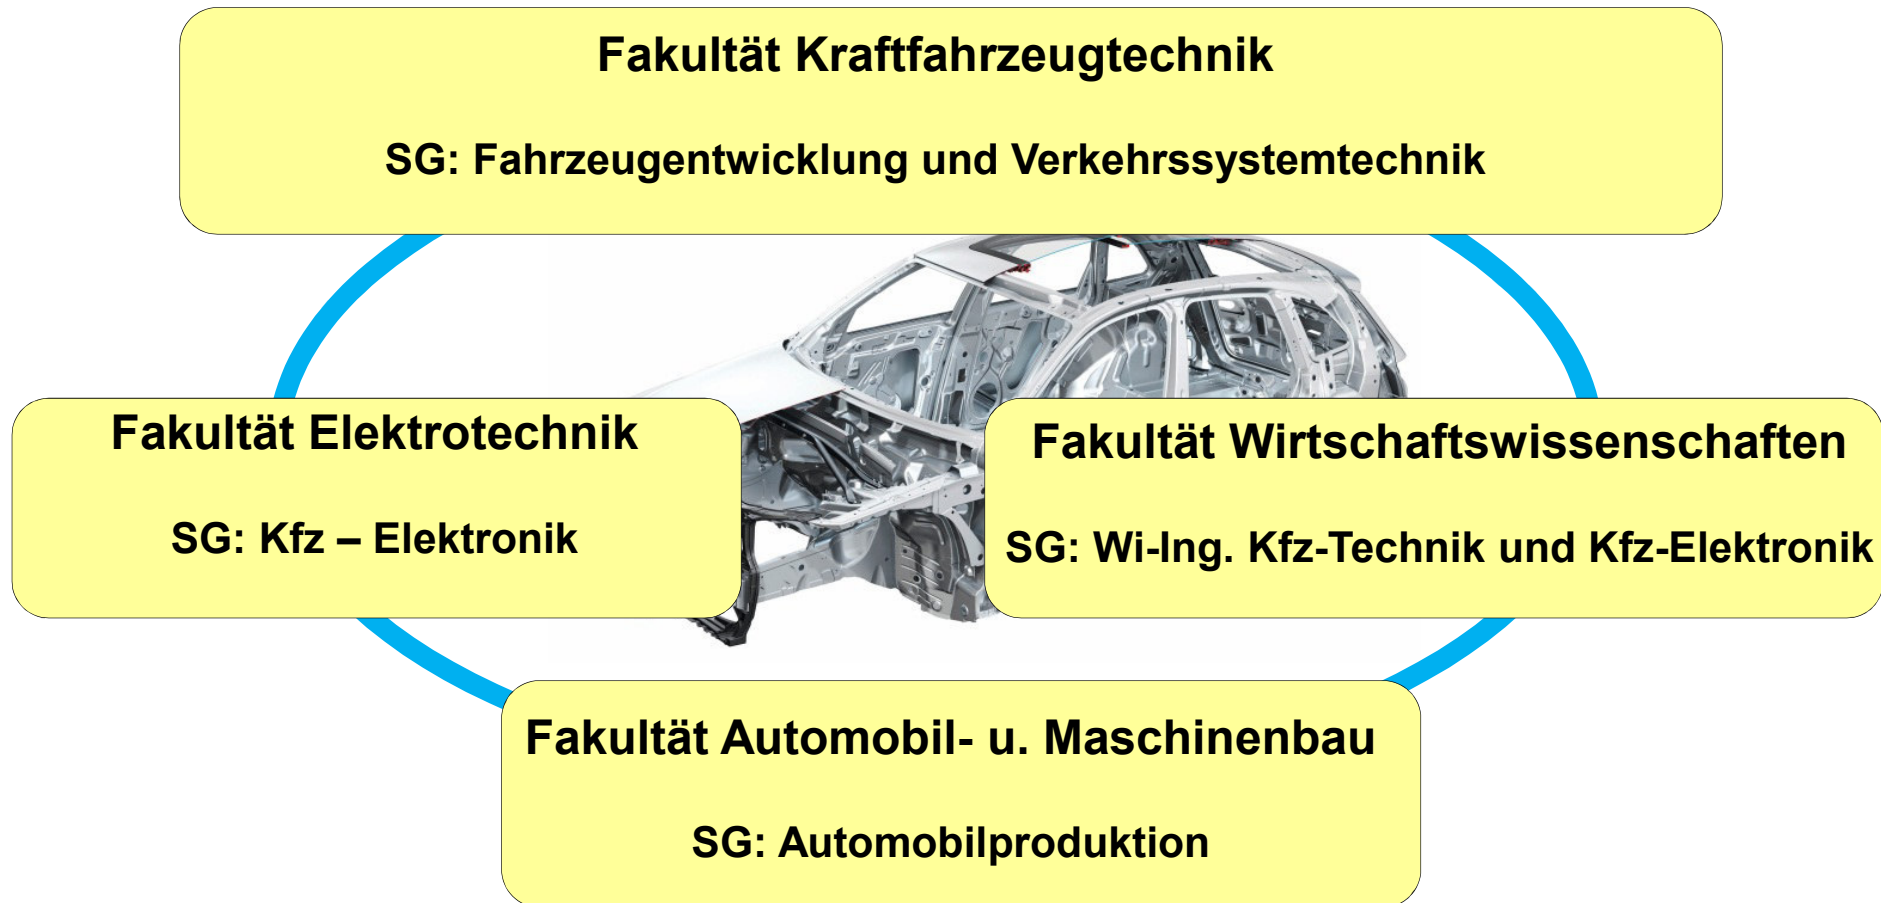 Fakultät Kraftfahrzeugtechnik
SG: Fahrzeugentwicklung und Verkehrssystemtechnik
Fakultät Elektrotechnik
SG: Kfz – Elektronik
Fakultät Wirtschaftswissenschaften
SG: Wi-Ing. Kfz-Technik und Kfz-Elektronik
Fakultät Automobil- u. Maschinenbau
SG: Automobilproduktion